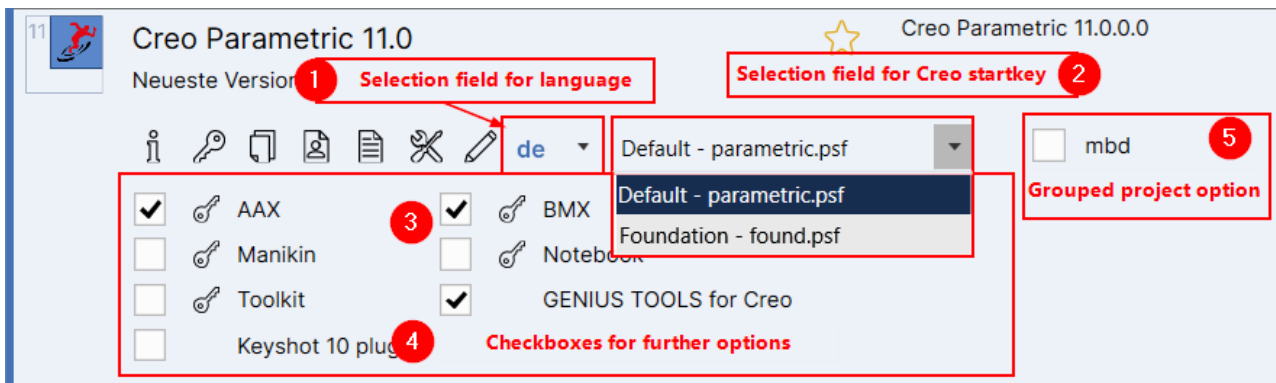 11
Creo Parametric 11.0
Creo Parametric 11.0.0.0
Neueste Version
1
Selection field for language
Selection field for Creo startkey
2
de
Default - parametric.psf
mbd
5
Default - parametric.psf
Foundation - found.psf
Grouped project option
AAX
3
BMX
Manikin
Notebook
Toolkit
GENIUS TOOLS for Creo
Keyshot 10 plug
4
Checkboxes for further options